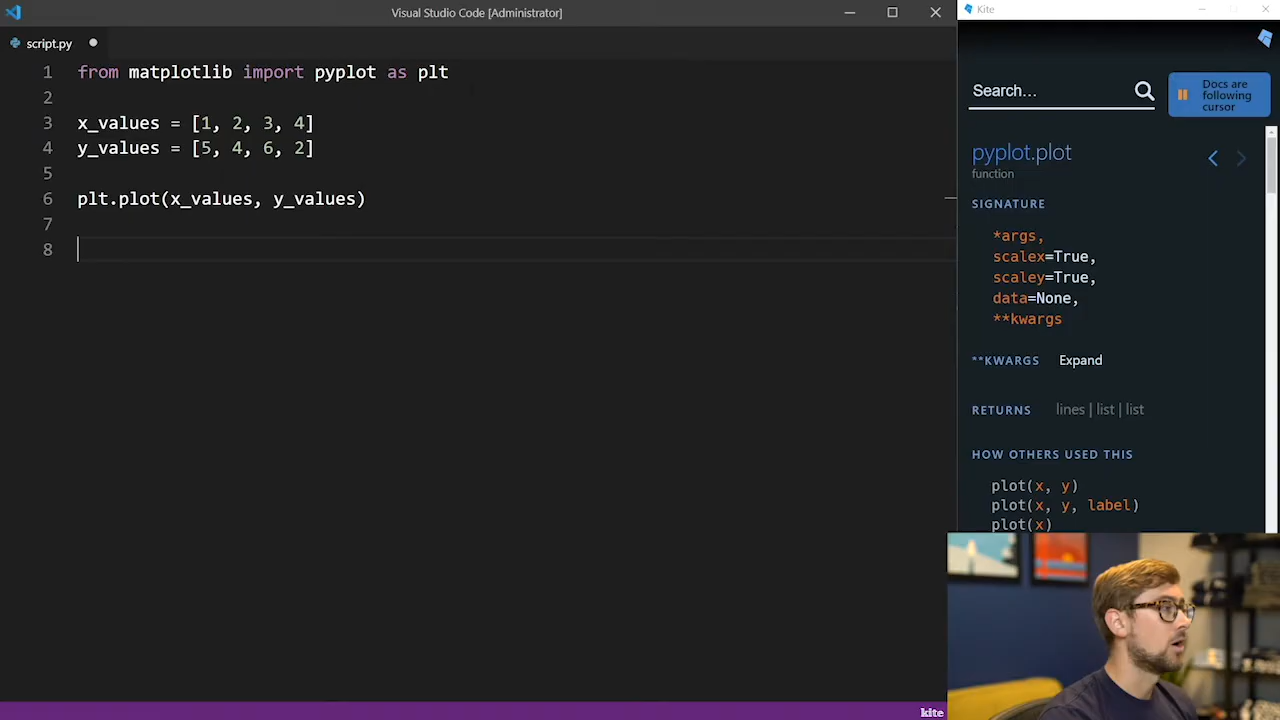 Visual Studio Code [Administrator]
script.py
1 from matplotlib import pyplot as plt
2
3 x_values = [1, 2, 3, 4]
4 y_values = [5, 4, 6, 2]
5
6 plt.plot(x_values, y_values)
7
8
kite
Kite
Search...
Docs are
following
cursor
pyplot.plot
function
SIGNATURE
*args,
scalex=True,
scaley=True,
data=None,
**kwargs
**KWARGS Expand
RETURNS lines | list | list
HOW OTHERS USED THIS
plot(x, y)
plot(x, y, label)
plot(x)